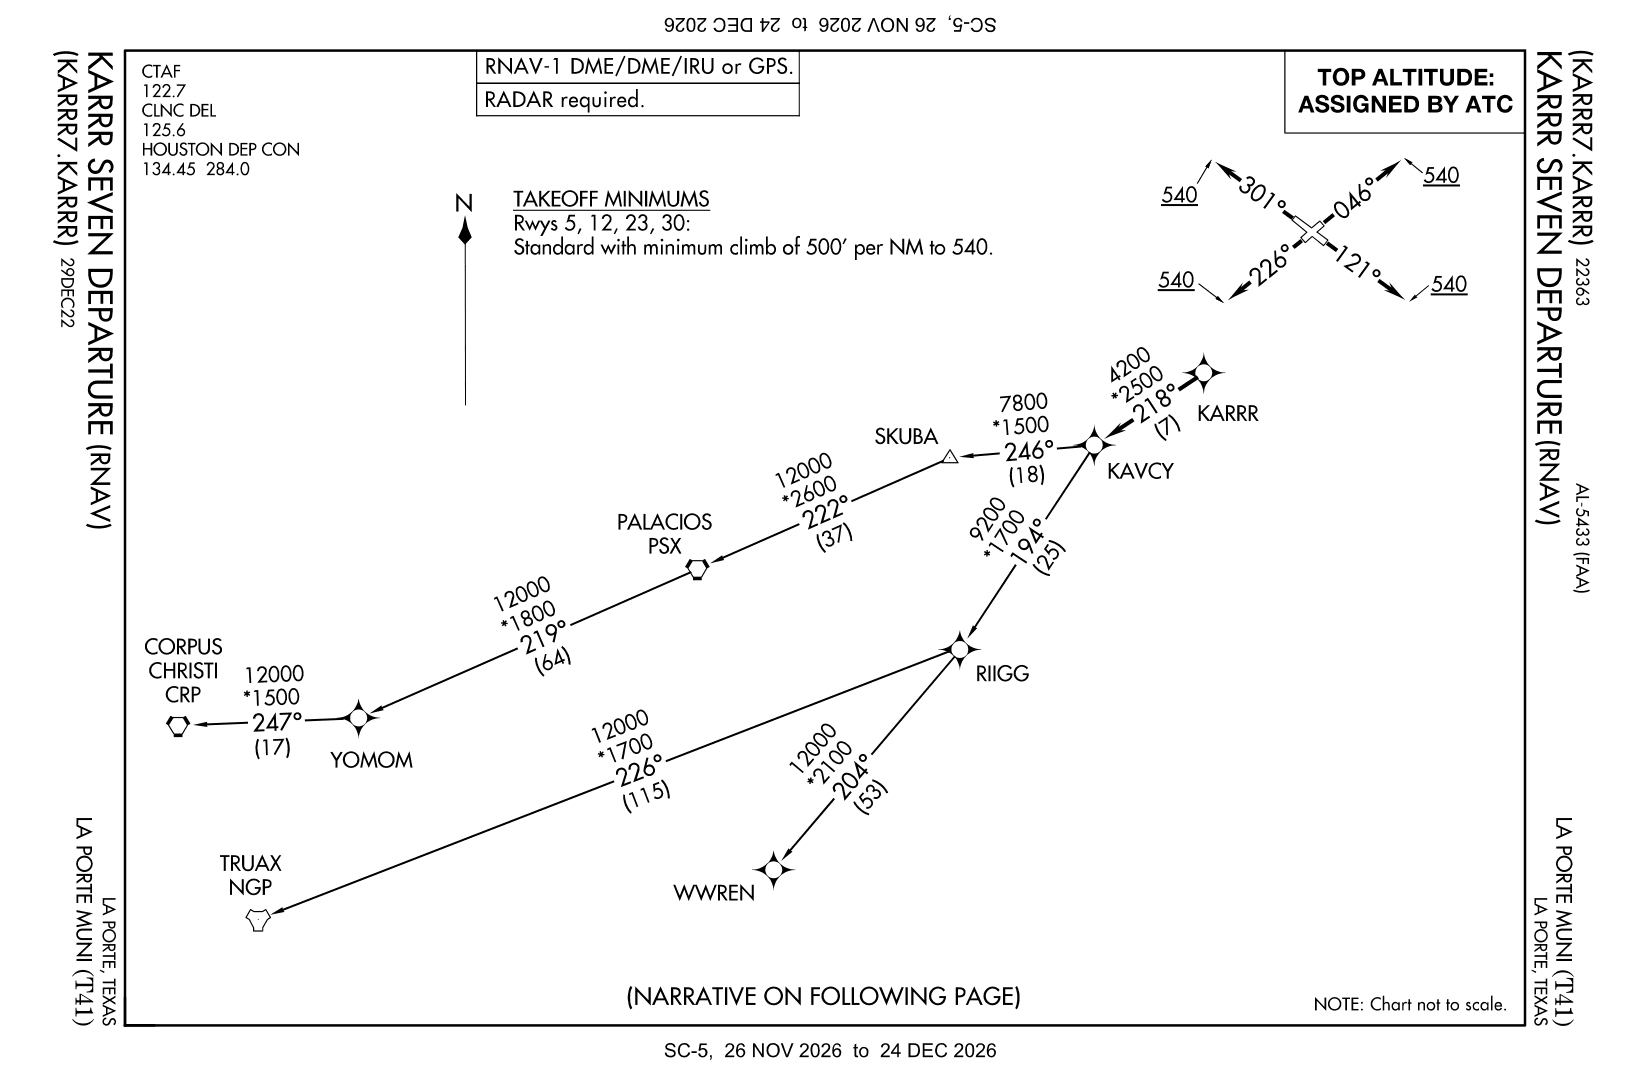 SC-5, 26 NOV 2026 to 24 DEC 2026
KARRR SEVEN DEPARTURE (RNAV)
(KARRR7.KARRR) 29DEC22
CTAF
122.7
CLNC DEL
125.6
HOUSTON DEP CON
134.45 284.0
RNAV-1 DME/DME/IRU or GPS.
RADAR required.
TOP ALTITUDE:
ASSIGNED BY ATC
(KARRR7.KARRR) 22363
KARRR SEVEN DEPARTURE (RNAV)
AL-5433 (FAA)
N
TAKEOFF MINIMUMS
Rwys 5, 12, 23, 30:
Standard with minimum climb of 500′ per NM to 540.
540
301°
046°
540
540
226°
121°
540
4200
*2500
218°
(7)
KARRR
7800
*1500
246°
(18)
SKUBA
KAVCY
12000
*2600
222°
(37)
9200
*1700
194°
(25)
PALACIOS
PSX
12000
*1800
219°
(64)
CORPUS
CHRISTI
CRP
12000
*1500
247°
(17)
YOMOM
RIIGG
12000
*1700
226°
(115)
12000
*2100
204°
(53)
TRUAX
NGP
WWREN
LA PORTE MUNI (T41)
LA PORTE, TEXAS
LA PORTE MUNI (T41)
LA PORTE, TEXAS
(NARRATIVE ON FOLLOWING PAGE)
NOTE: Chart not to scale.
SC-5, 26 NOV 2026 to 24 DEC 2026